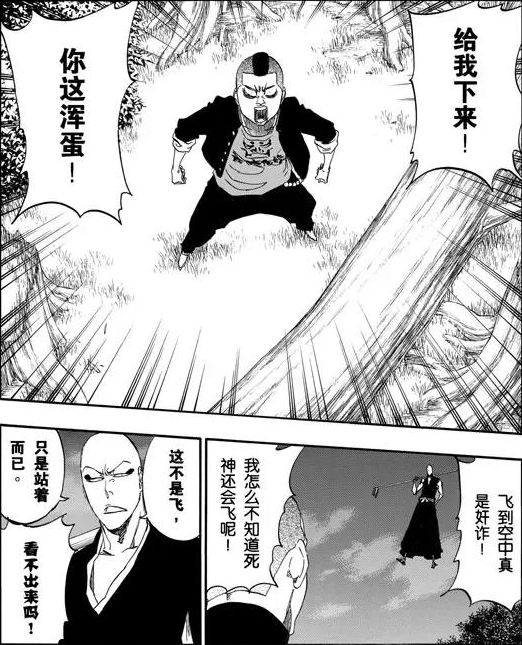 给我下来！
你这浑蛋！
飞到空中真
是奸诈！
我怎么不知道死
神还会飞呢！
这不是飞，
只是站着
而已。
看不出来吗！